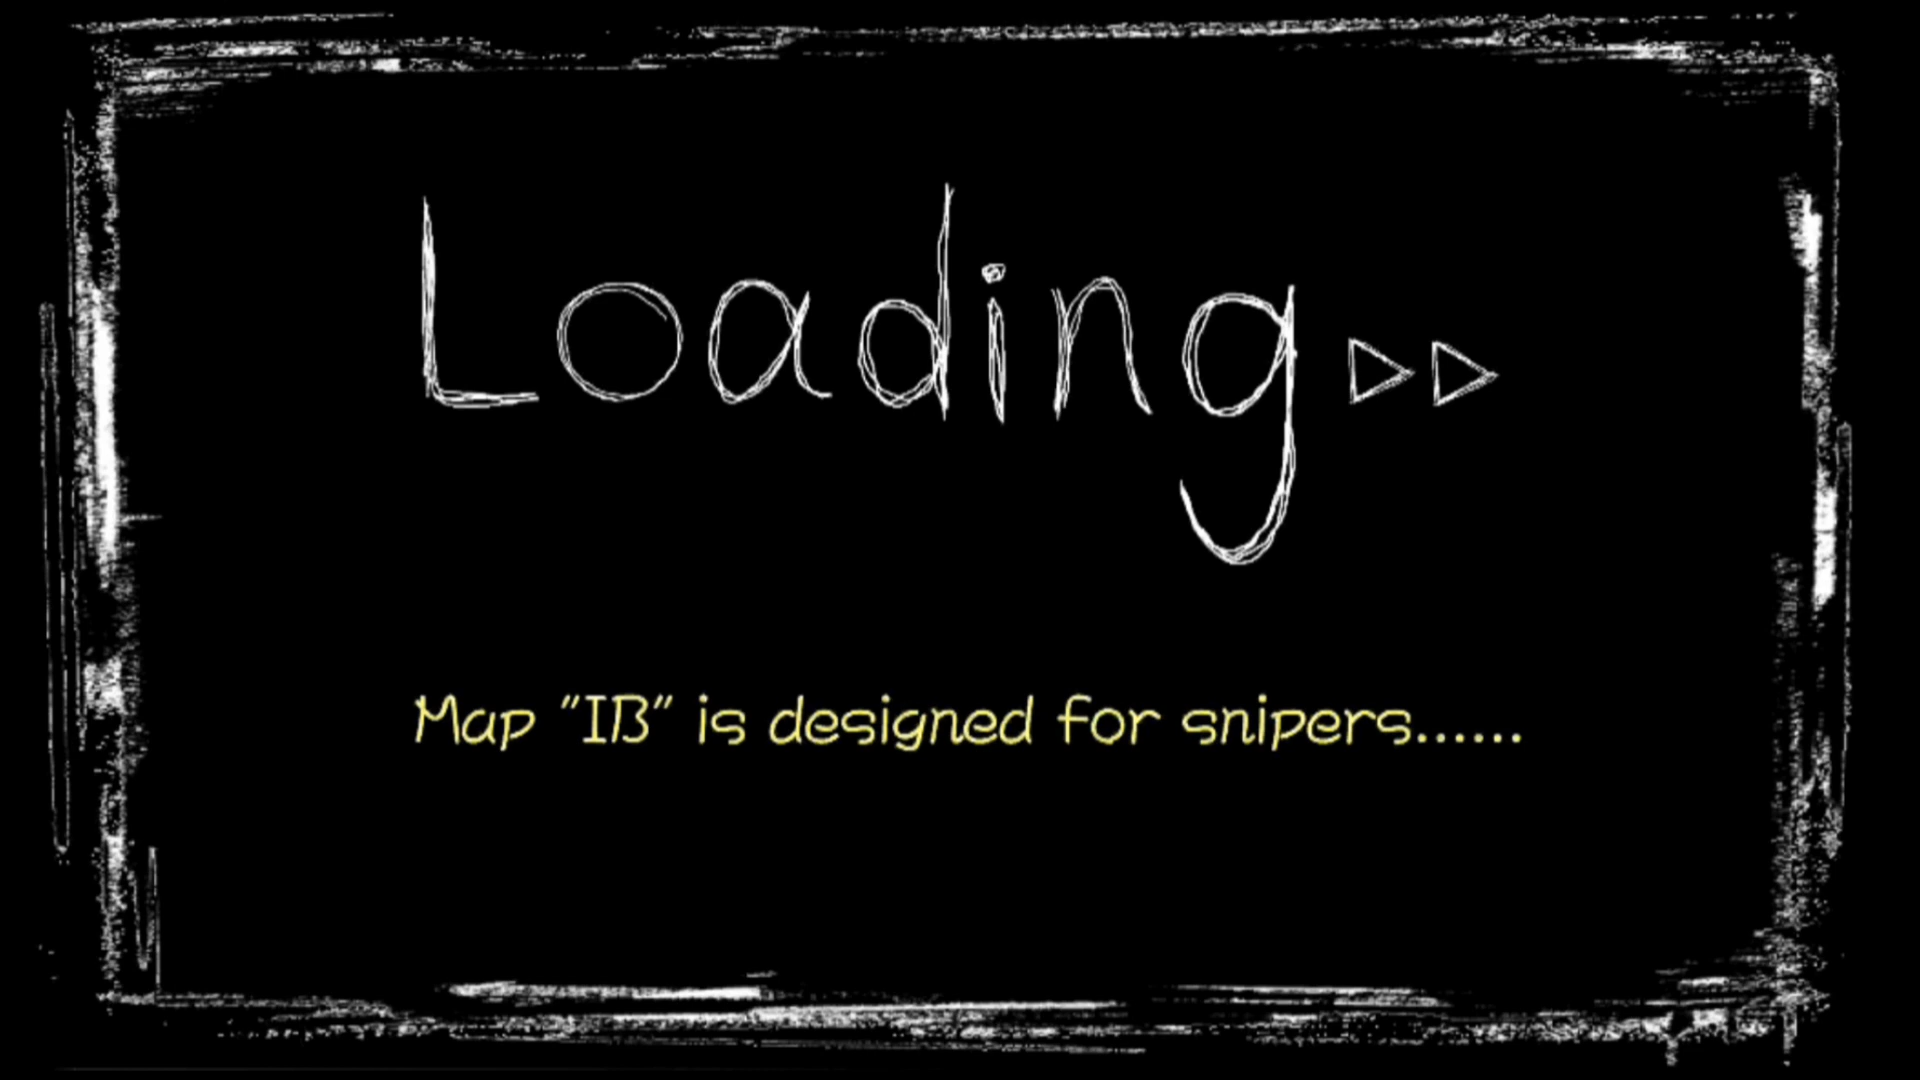 Loading
Map "IB" is designed for snipers......